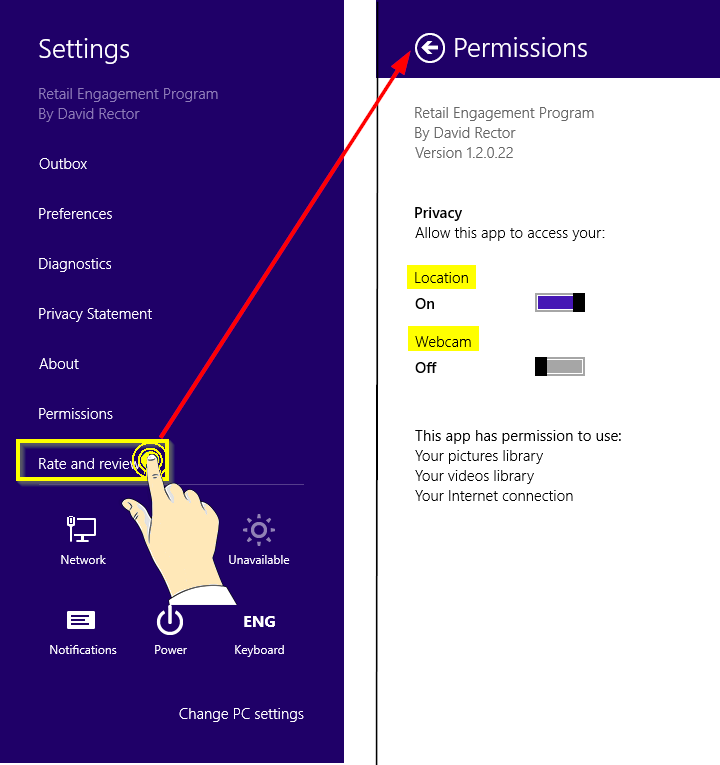 Settings
Retail Engagement Program
By David Rector
Outbox
Preferences
Diagnostics
Privacy Statement
About
Permissions
Rate and review
Network
Unavailable
Notifications
Power
ENG
Keyboard
Change PC settings
Permissions
Retail Engagement Program
By David Rector
Version 1.2.0.22
Privacy
Allow this app to access your:
Location
On
Webcam
Off
This app has permission to use:
Your pictures library
Your videos library
Your Internet connection